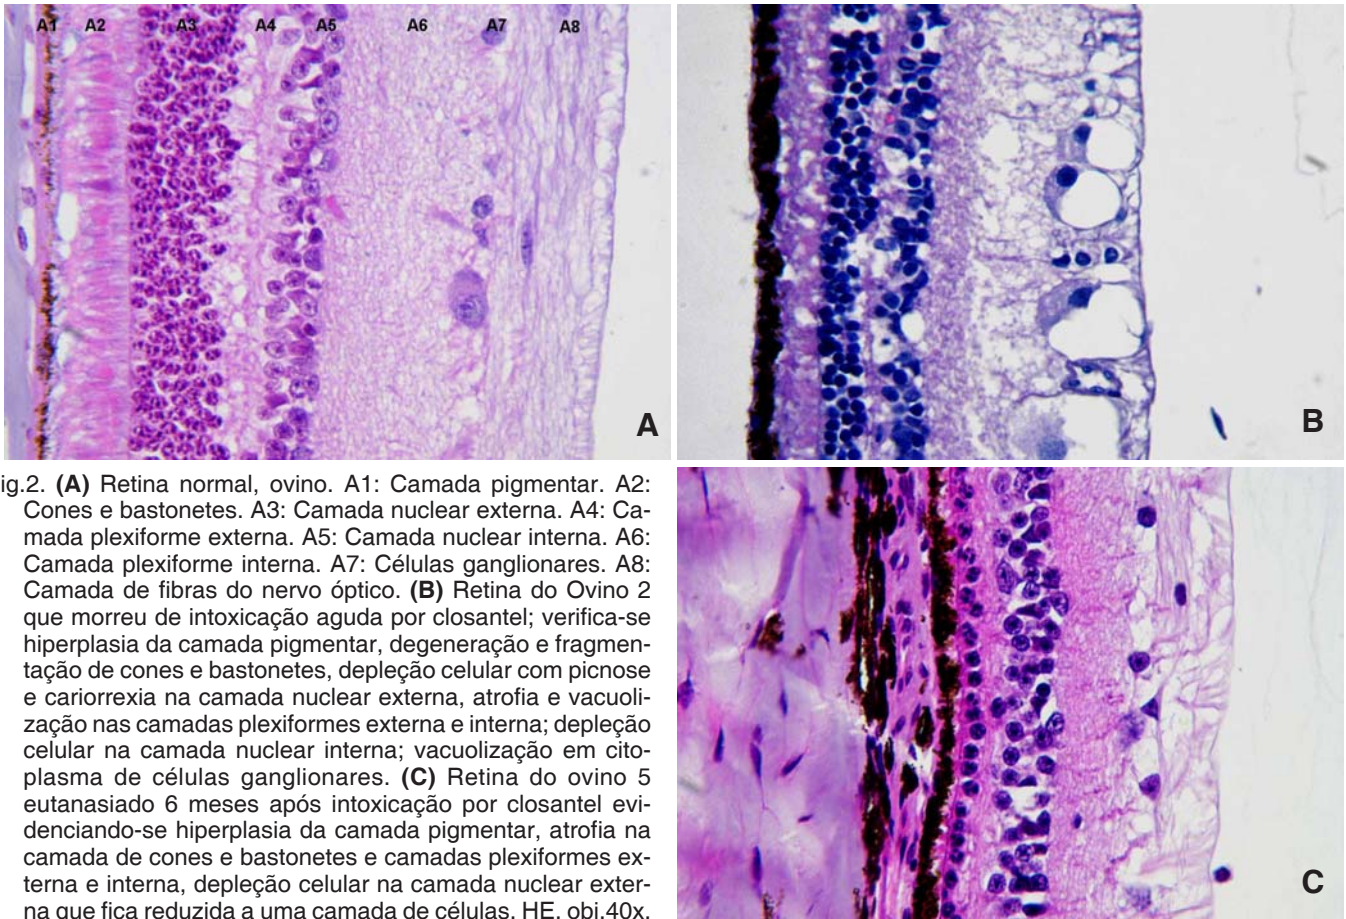 A1 A2 A3 A4 A5 A6 A7 A8
A
B
ig.2. (A) Retina normal, ovino. A1: Camada pigmentar. A2:
Cones e bastonetes. A3: Camada nuclear externa. A4: Ca-
mada plexiforme externa. A5: Camada nuclear interna. A6:
Camada plexiforme interna. A7: Células ganglionares. A8:
Camada de fibras do nervo óptico. (B) Retina do Ovino 2
que morreu de intoxicação aguda por closantel; verifica-se
hiperplasia da camada pigmentar, degeneração e fragmen-
tação de cones e bastonetes, depleção celular com picnose
e cariorrexia na camada nuclear externa, atrofia e vacuoli-
zação nas camadas plexiformes externa e interna; depleção
celular na camada nuclear interna; vacuolização em cito-
plasma de células ganglionares. (C) Retina do ovino 5
eutanasiado 6 meses após intoxicação por closantel evi-
denciando-se hiperplasia da camada pigmentar, atrofia na
camada de cones e bastonetes e camadas plexiformes ex-
terna e interna, depleção celular na camada nuclear exter-
na que fica reduzida a uma camada de células. HE, obj.40x.
C